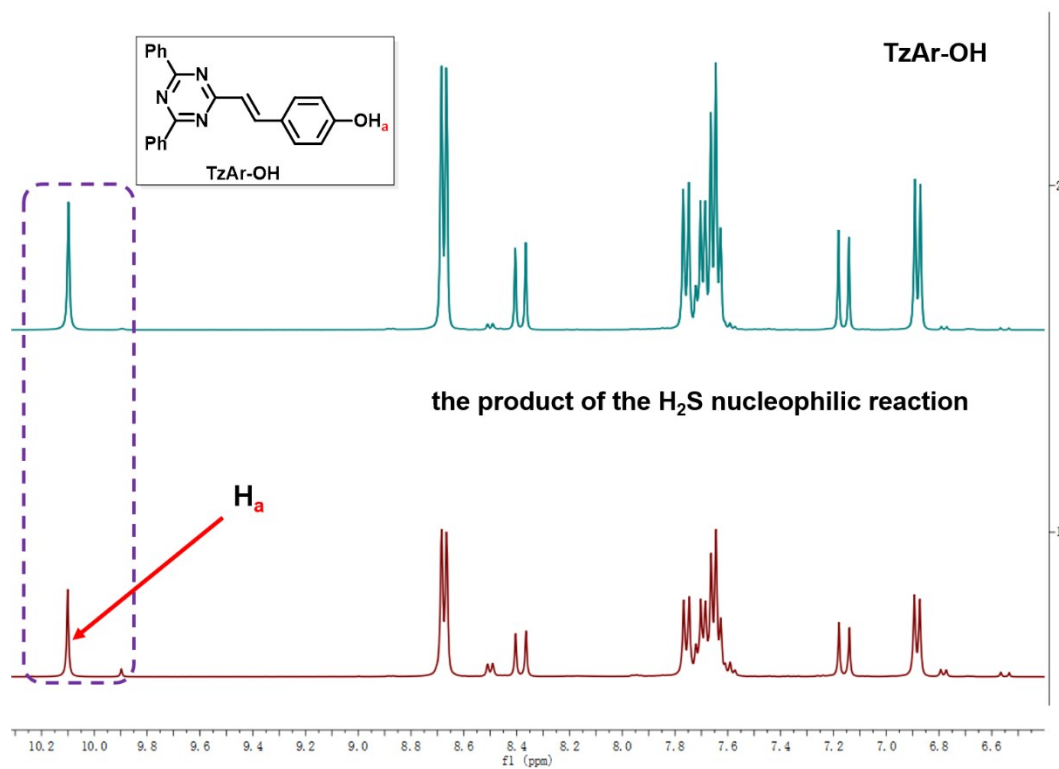 TzAr-OH
Ph
N
N
N
Ph
OHa
TzAr-OH
2
the product of the H₂S nucleophilic reaction
Ha
1
10.2 10.0 9.8 9.6 9.4 9.2 9.0 8.8 8.6 8.4 8.2 8.0 7.8 7.6 7.4 7.2 7.0 6.8 6.6
f1 (ppm)